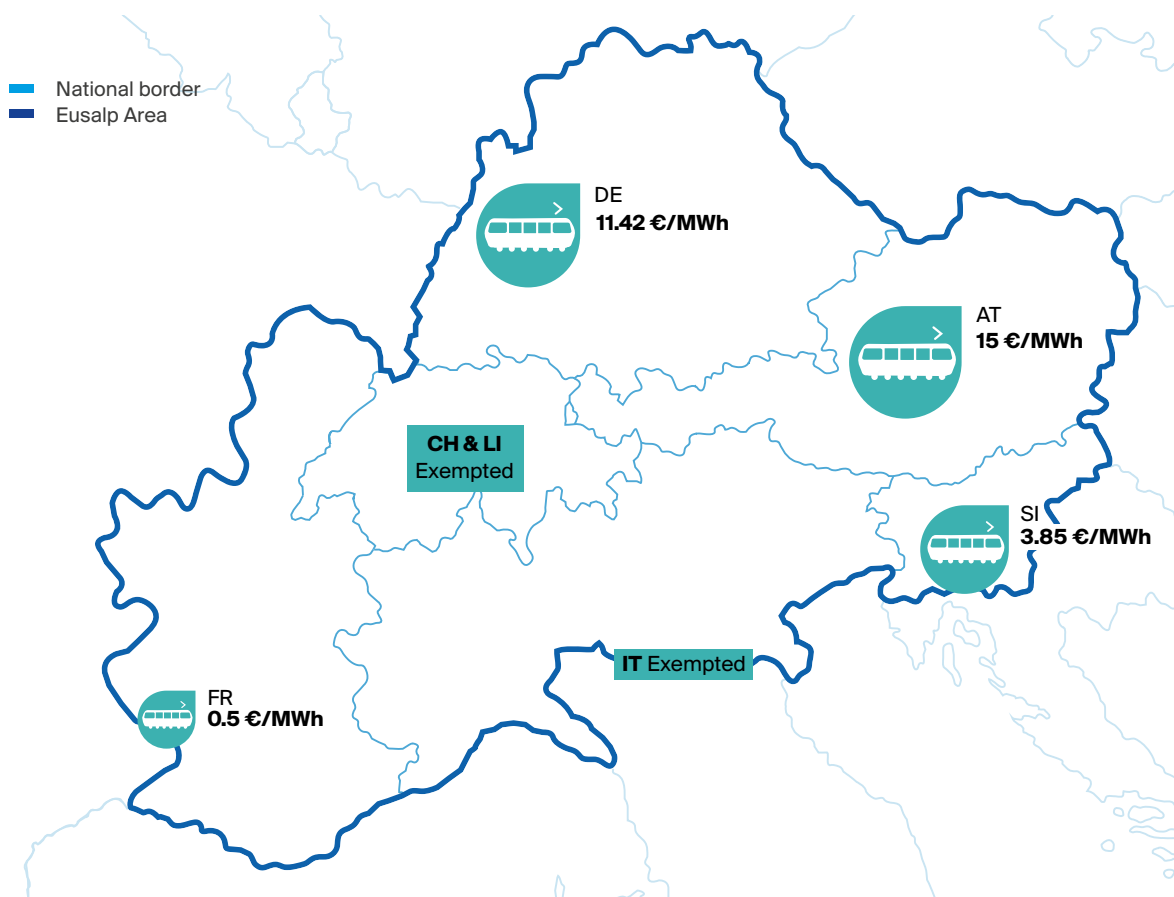 National border
Eusalp Area
DE
11.42 €/MWh
AT
15 €/MWh
CH & LI
Exempted
SI
3.85 €/MWh
IT Exempted
FR
0.5 €/MWh